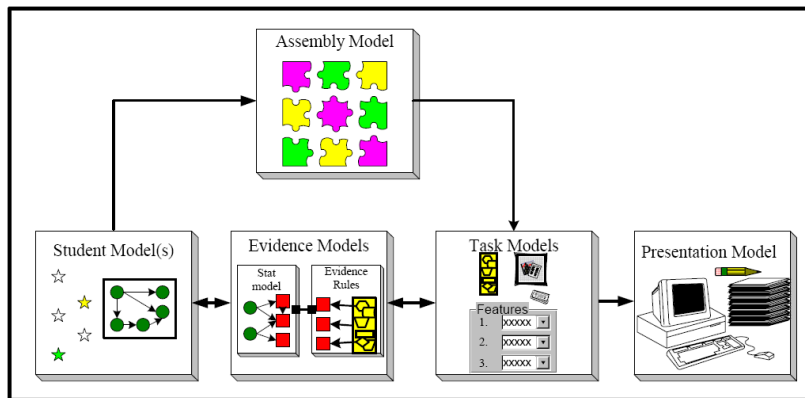 Assembly Model
Student Model(s)
Evidence Models
Stat
model
Evidence
Rules
Task Models
Features
1. xxxxx
2. xxxxx
3. xxxxx
Presentation Model